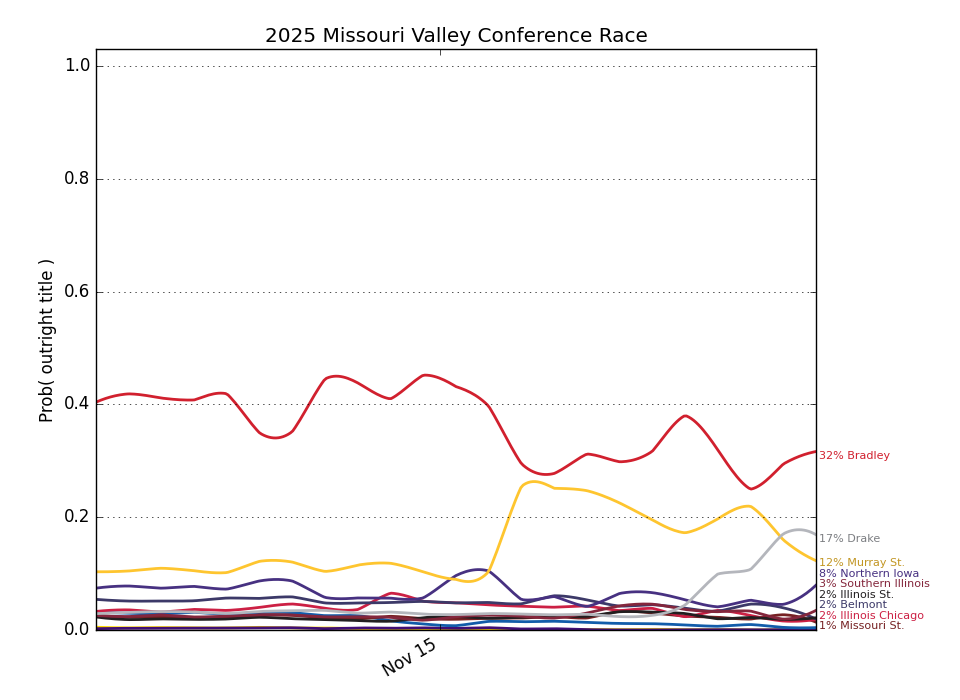 2025 Missouri Valley Conference Race
Prob( outright title )
1.0
0.8
0.6
0.4
0.2
0.0
Nov 15
32% Bradley
17% Drake
12% Murray St.
8% Northern Iowa
3% Southern Illinois
2% Illinois St.
2% Belmont
2% Illinois Chicago
1% Missouri St.